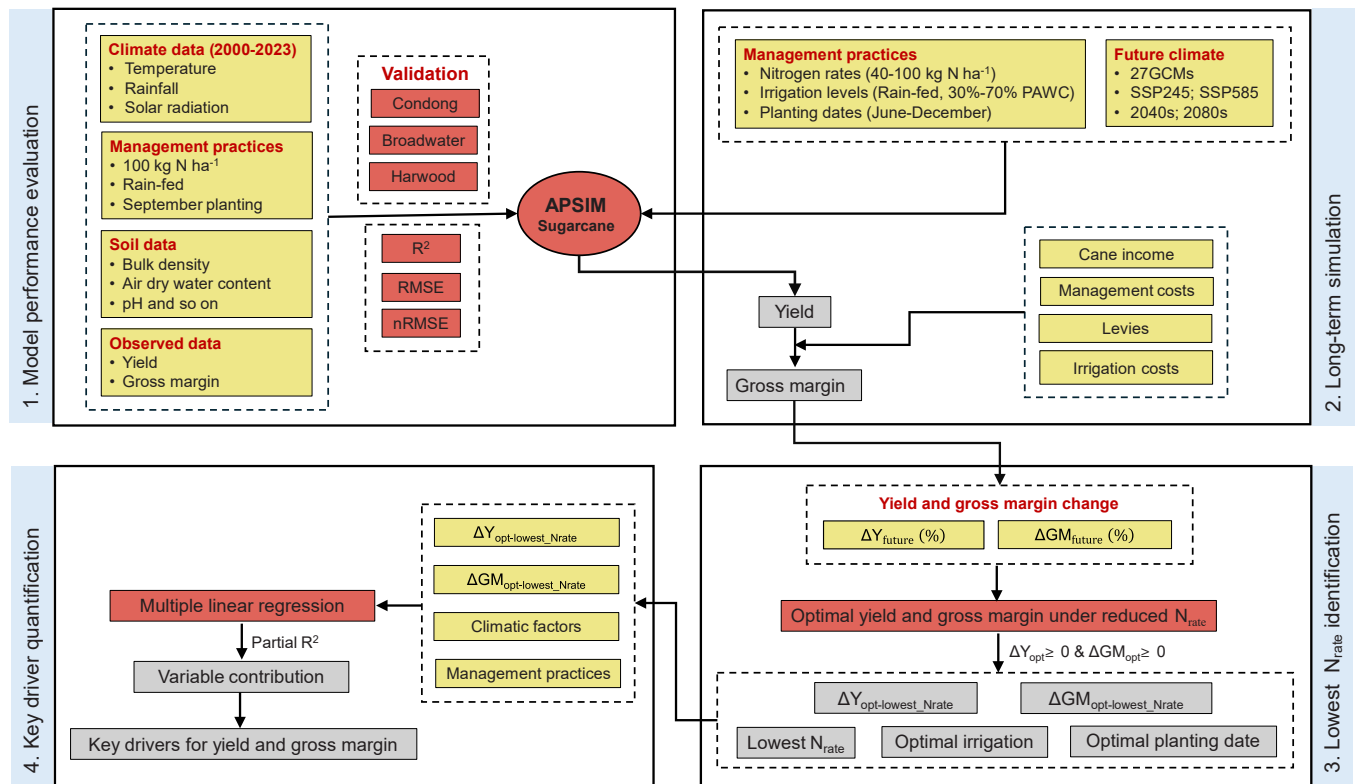 1. Model performance evaluation
Climate data (2000-2023)
• Temperature
• Rainfall
• Solar radiation
Management practices
• 100 kg N ha⁻¹
• Rain-fed
• September planting
Soil data
• Bulk density
• Air dry water content
• pH and so on
Observed data
• Yield
• Gross margin
Validation
Condong
Broadwater
Harwood
R²
RMSE
nRMSE
APSIM
Sugarcane
2. Long-term simulation
Management practices
• Nitrogen rates (40-100 kg N ha⁻¹)
• Irrigation levels (Rain-fed, 30%-70% PAWC)
• Planting dates (June-December)
Future climate
• 27GCMs
• SSP245; SSP585
• 2040s; 2080s
Cane income
Management costs
Levies
Irrigation costs
Yield
Gross margin
3. Lowest N_rate identification
Yield and gross margin change
ΔY_future (%)
ΔGM_future (%)
Optimal yield and gross margin under reduced N_rate
ΔY_opt ≥ 0 & ΔGM_opt ≥ 0
ΔY_opt-lowest_Nrate
ΔGM_opt-lowest_Nrate
Lowest N_rate
Optimal irrigation
Optimal planting date
4. Key driver quantification
ΔY_opt-lowest_Nrate
ΔGM_opt-lowest_Nrate
Climatic factors
Management practices
Multiple linear regression
Partial R²
Variable contribution
Key drivers for yield and gross margin